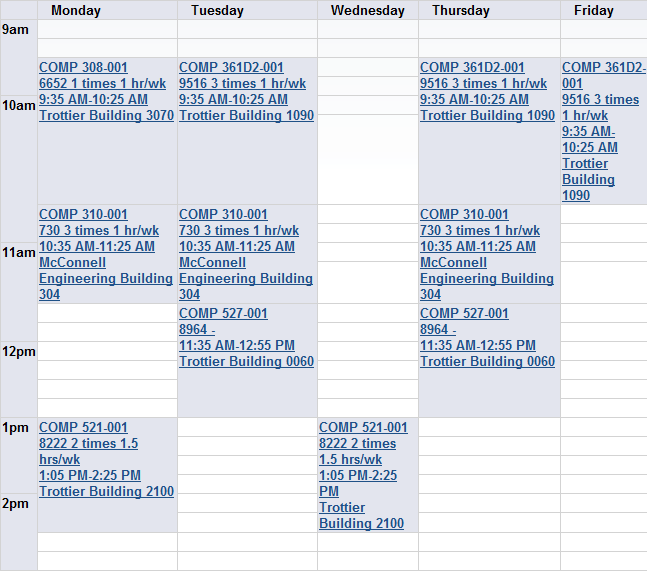 Monday
Tuesday
Wednesday
Thursday
Friday
9am
COMP 308-001
6652 1 times 1 hr/wk
9:35 AM-10:25 AM
Trottier Building 3070
COMP 361D2-001
9516 3 times 1 hr/wk
9:35 AM-10:25 AM
Trottier Building 1090
COMP 361D2-001
9516 3 times 1 hr/wk
9:35 AM-10:25 AM
Trottier Building 1090
COMP 361D2-
001
9516 3 times
1 hr/wk
9:35 AM-
10:25 AM
Trottier
Building
1090
10am
COMP 310-001
730 3 times 1 hr/wk
10:35 AM-11:25 AM
McConnell
Engineering Building
304
COMP 310-001
730 3 times 1 hr/wk
10:35 AM-11:25 AM
McConnell
Engineering Building
304
COMP 310-001
730 3 times 1 hr/wk
10:35 AM-11:25 AM
McConnell
Engineering Building
304
11am
COMP 527-001
8964 -
11:35 AM-12:55 PM
Trottier Building 0060
COMP 527-001
8964 -
11:35 AM-12:55 PM
Trottier Building 0060
12pm
1pm
COMP 521-001
8222 2 times 1.5
hrs/wk
1:05 PM-2:25 PM
Trottier Building 2100
COMP 521-001
8222 2 times
1.5 hrs/wk
1:05 PM-2:25
PM
Trottier
Building 2100
2pm